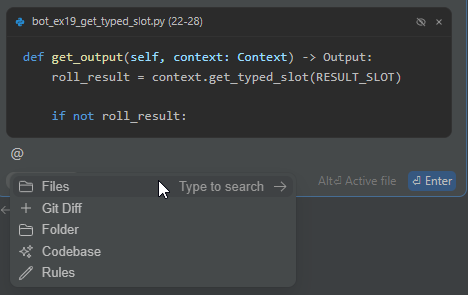 bot_ex19_get_typed_slot.py (22-28)
def get_output(self, context: Context) -> Output:
roll_result = context.get_typed_slot(RESULT_SLOT)
if not roll_result:
@
Files Type to search → Alt⏎ Active file ⏎ Enter
Git Diff
Folder
Codebase
Rules